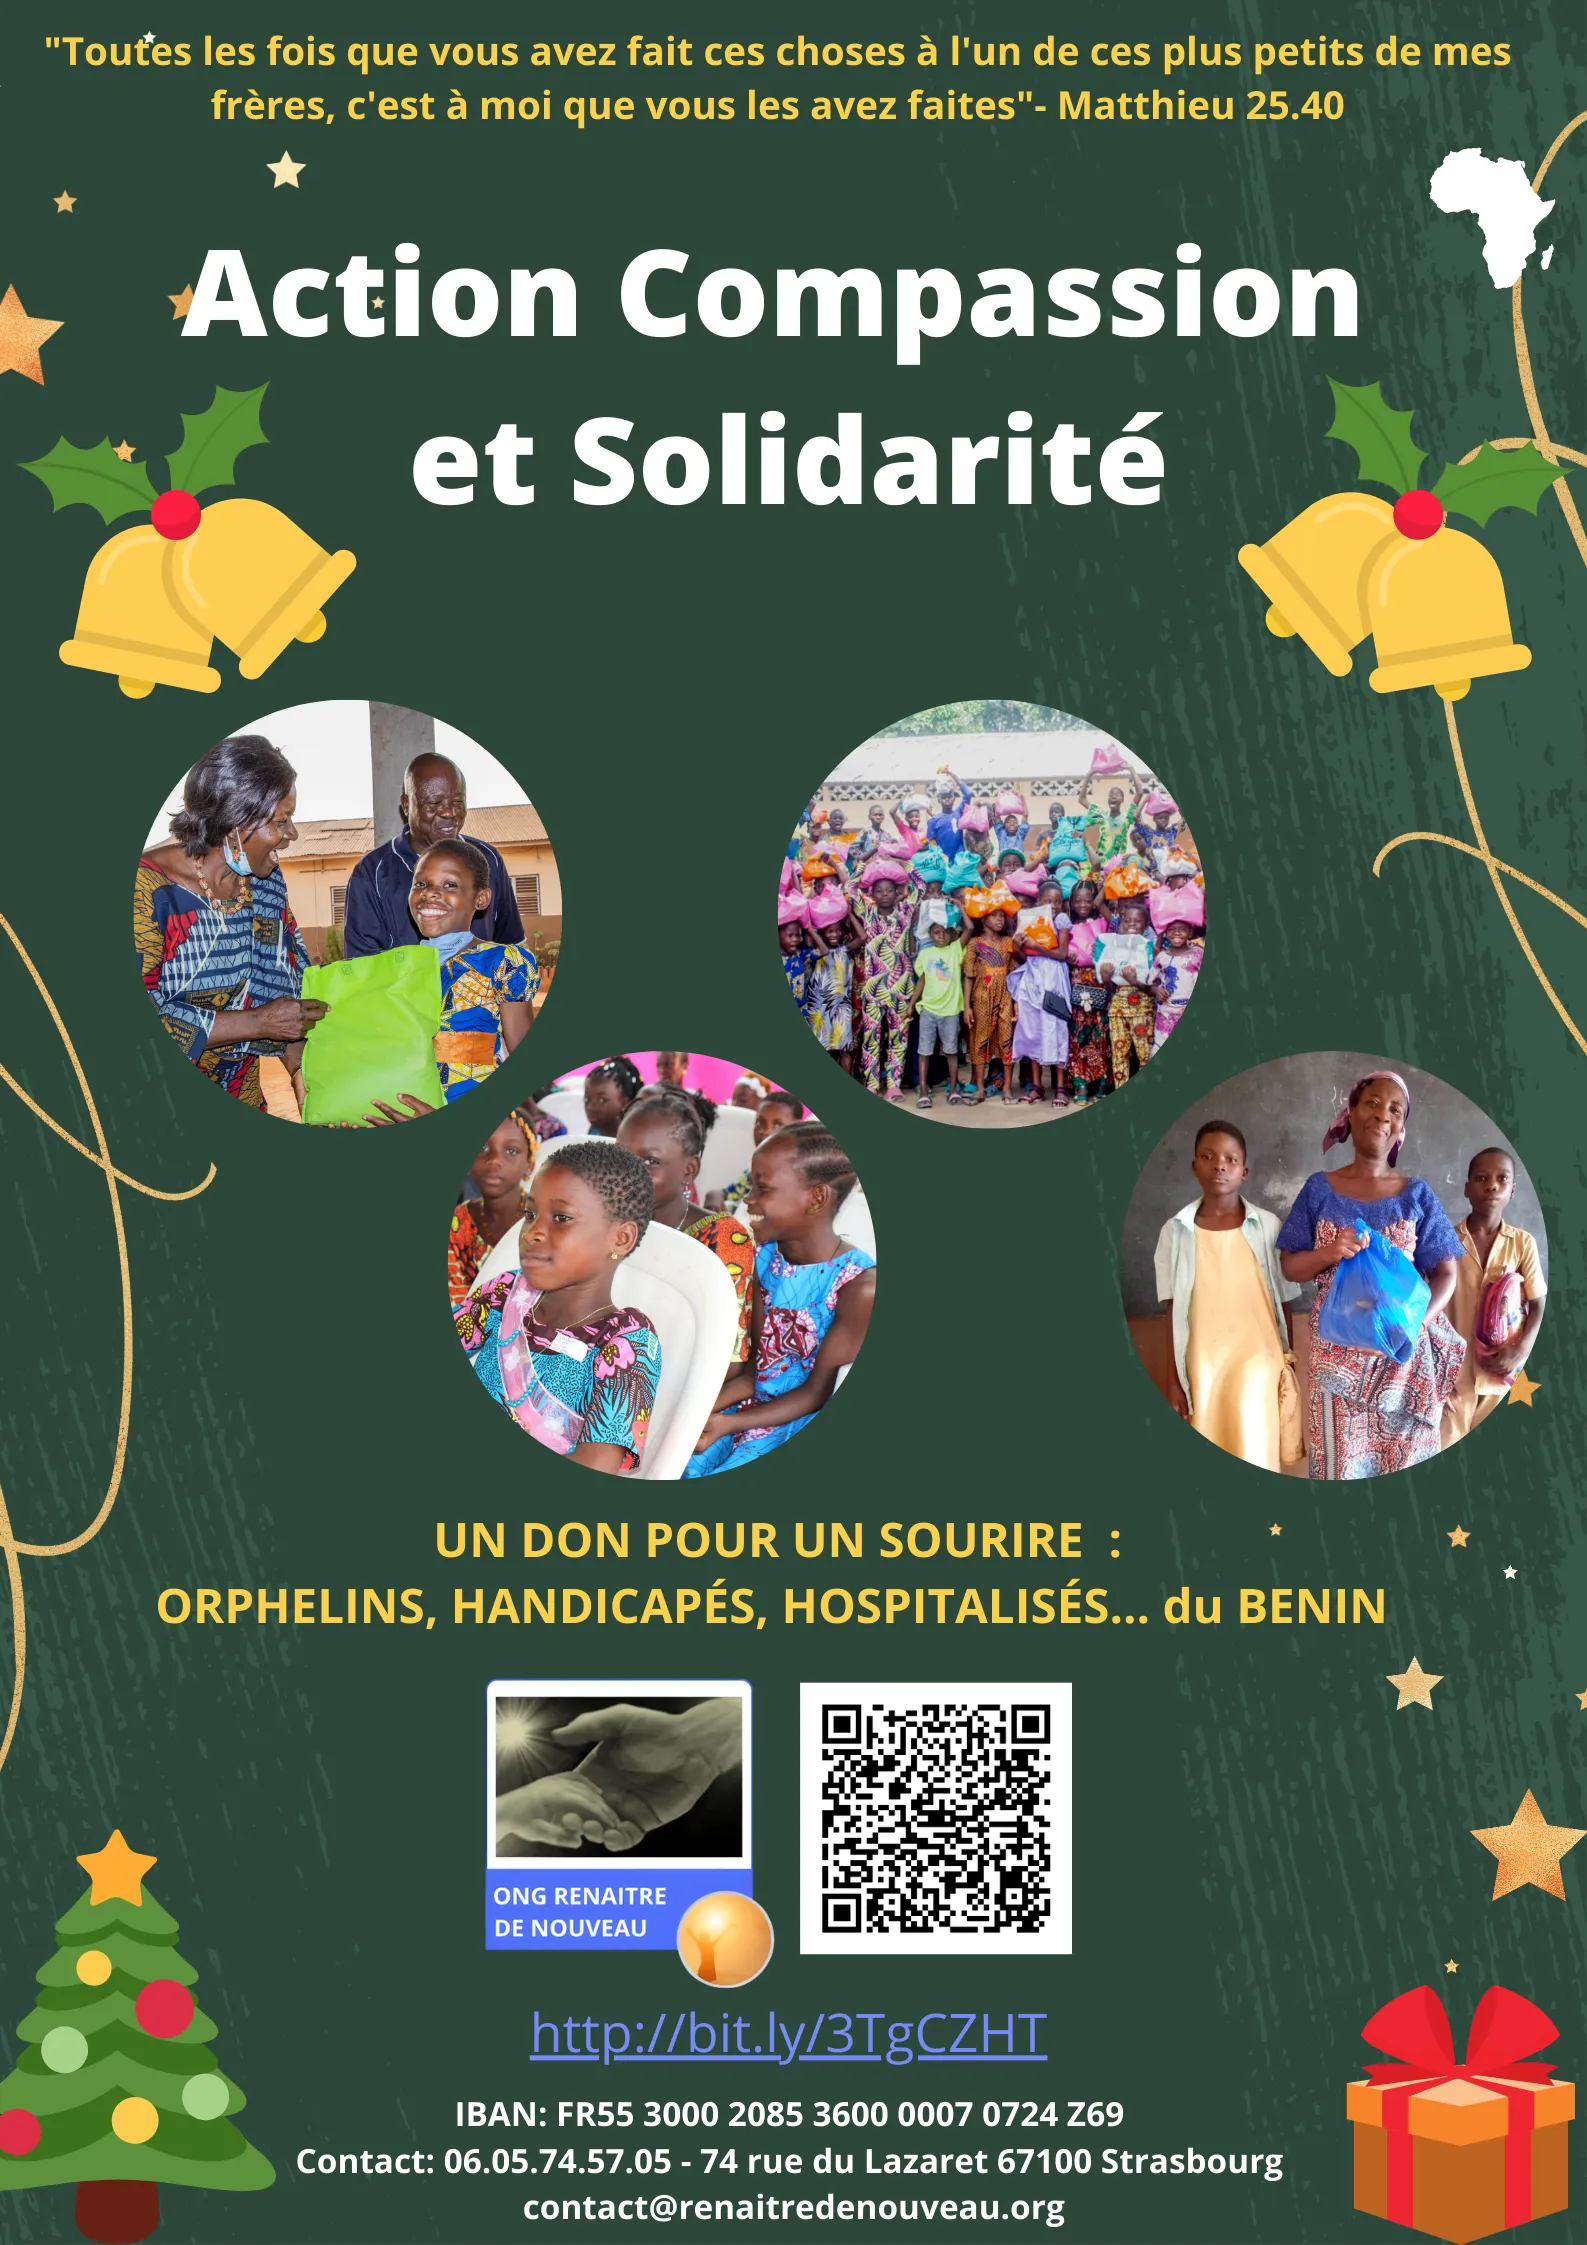 "Toutes les fois que vous avez fait ces choses à l'un de ces plus petits de mes
frères, c'est à moi que vous les avez faites"- Matthieu 25.40
Action Compassion
et Solidarité
UN DON POUR UN SOURIRE :
ORPHELINS, HANDICAPÉS, HOSPITALISÉS... du BENIN
ONG RENAITRE
DE NOUVEAU
http://bit.ly/3TgCZHT
IBAN: FR55 3000 2085 3600 0007 0724 Z69
Contact: 06.05.74.57.05 - 74 rue du Lazaret 67100 Strasbourg
contact@renaitredenouveau.org